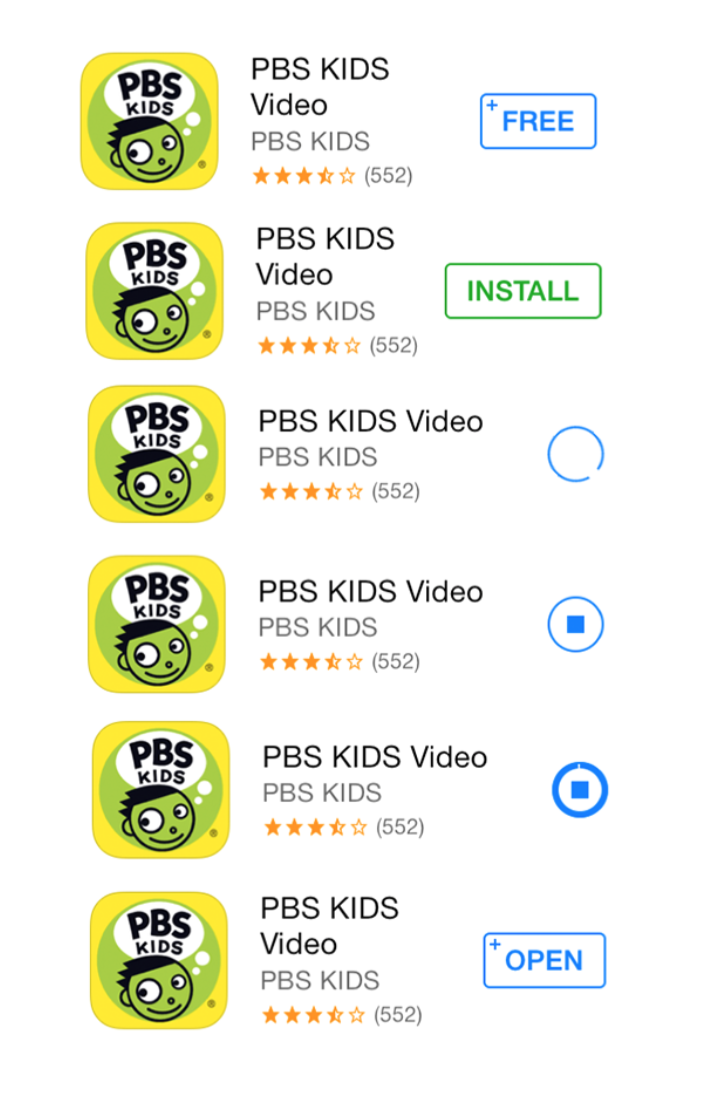 PBS
KIDS
®
PBS KIDS
Video
PBS KIDS
(552)
+ FREE
PBS
KIDS
®
PBS KIDS
Video
PBS KIDS
(552)
INSTALL
PBS
KIDS
®
PBS KIDS Video
PBS KIDS
(552)
PBS
KIDS
®
PBS KIDS Video
PBS KIDS
(552)
PBS
KIDS
®
PBS KIDS Video
PBS KIDS
(552)
PBS
KIDS
®
PBS KIDS
Video
PBS KIDS
(552)
+ OPEN